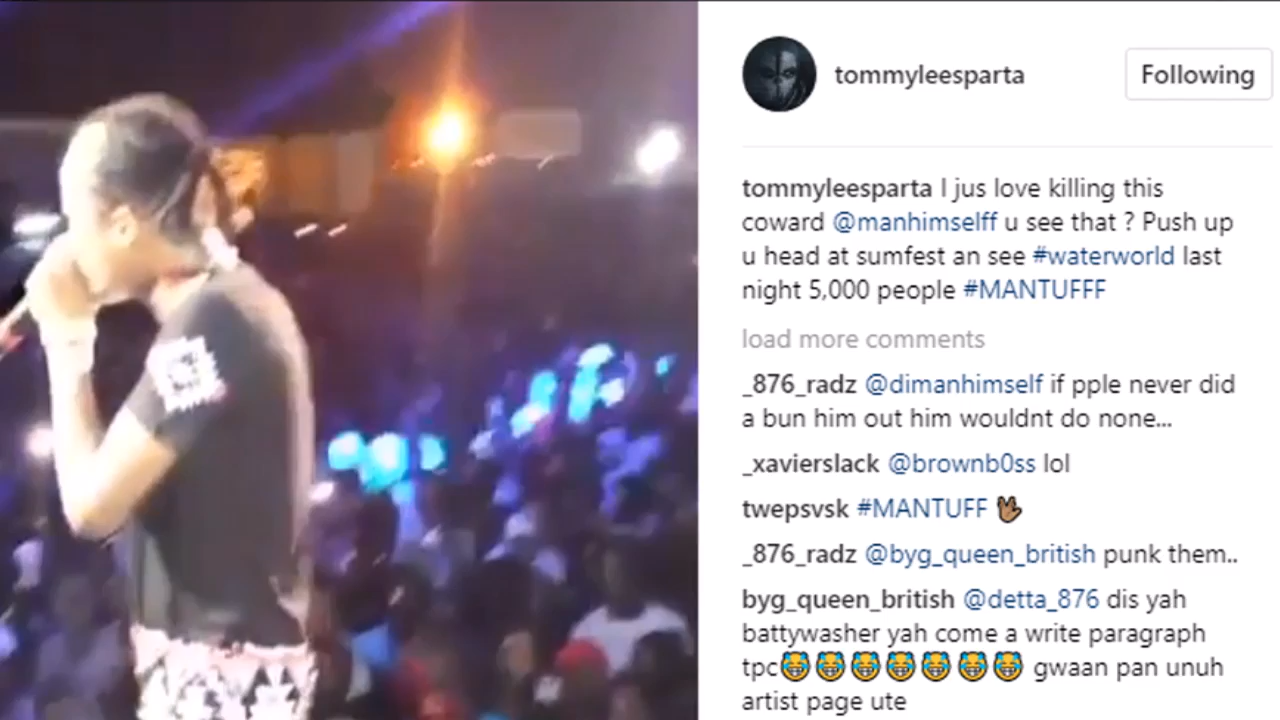 tommyleesparta
Following
tommyleesparta I jus love killing this
coward @manhimselff u see that ? Push up
u head at sumfest an see #waterworld last
night 5,000 people #MANTUFFF
load more comments
_876_radz @dimanhimself if pple never did
a bun him out him wouldnt do none...
_xavierslack @brownb0ss lol
twepsvsk #MANTUFF 🖖🏾
_876_radz @byg_queen_british punk them..
byg_queen_british @detta_876 dis yah
battywasher yah come a write paragraph
tpc😹😹😹😹😹😹😹 gwaan pan unuh
artist page ute